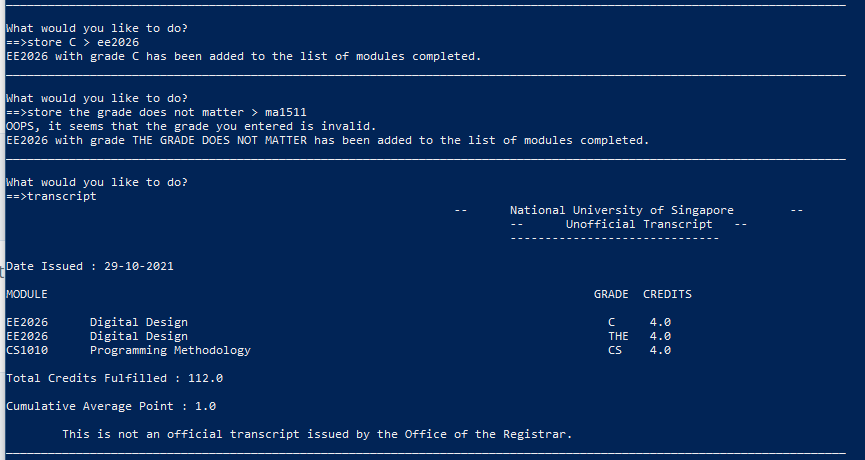 What would you like to do?
==>store C > ee2026
EE2026 with grade C has been added to the list of modules completed.
What would you like to do?
==>store the grade does not matter > ma1511
OOPS, it seems that the grade you entered is invalid.
EE2026 with grade THE GRADE DOES NOT MATTER has been added to the list of modules completed.
What would you like to do?
==>transcript
-- National University of Singapore --
-- Unofficial Transcript --
------------------------------
Date Issued : 29-10-2021
MODULE GRADE CREDITS
EE2026 Digital Design C 4.0
EE2026 Digital Design THE 4.0
CS1010 Programming Methodology CS 4.0
Total Credits Fulfilled : 112.0
Cumulative Average Point : 1.0
This is not an official transcript issued by the Office of the Registrar.